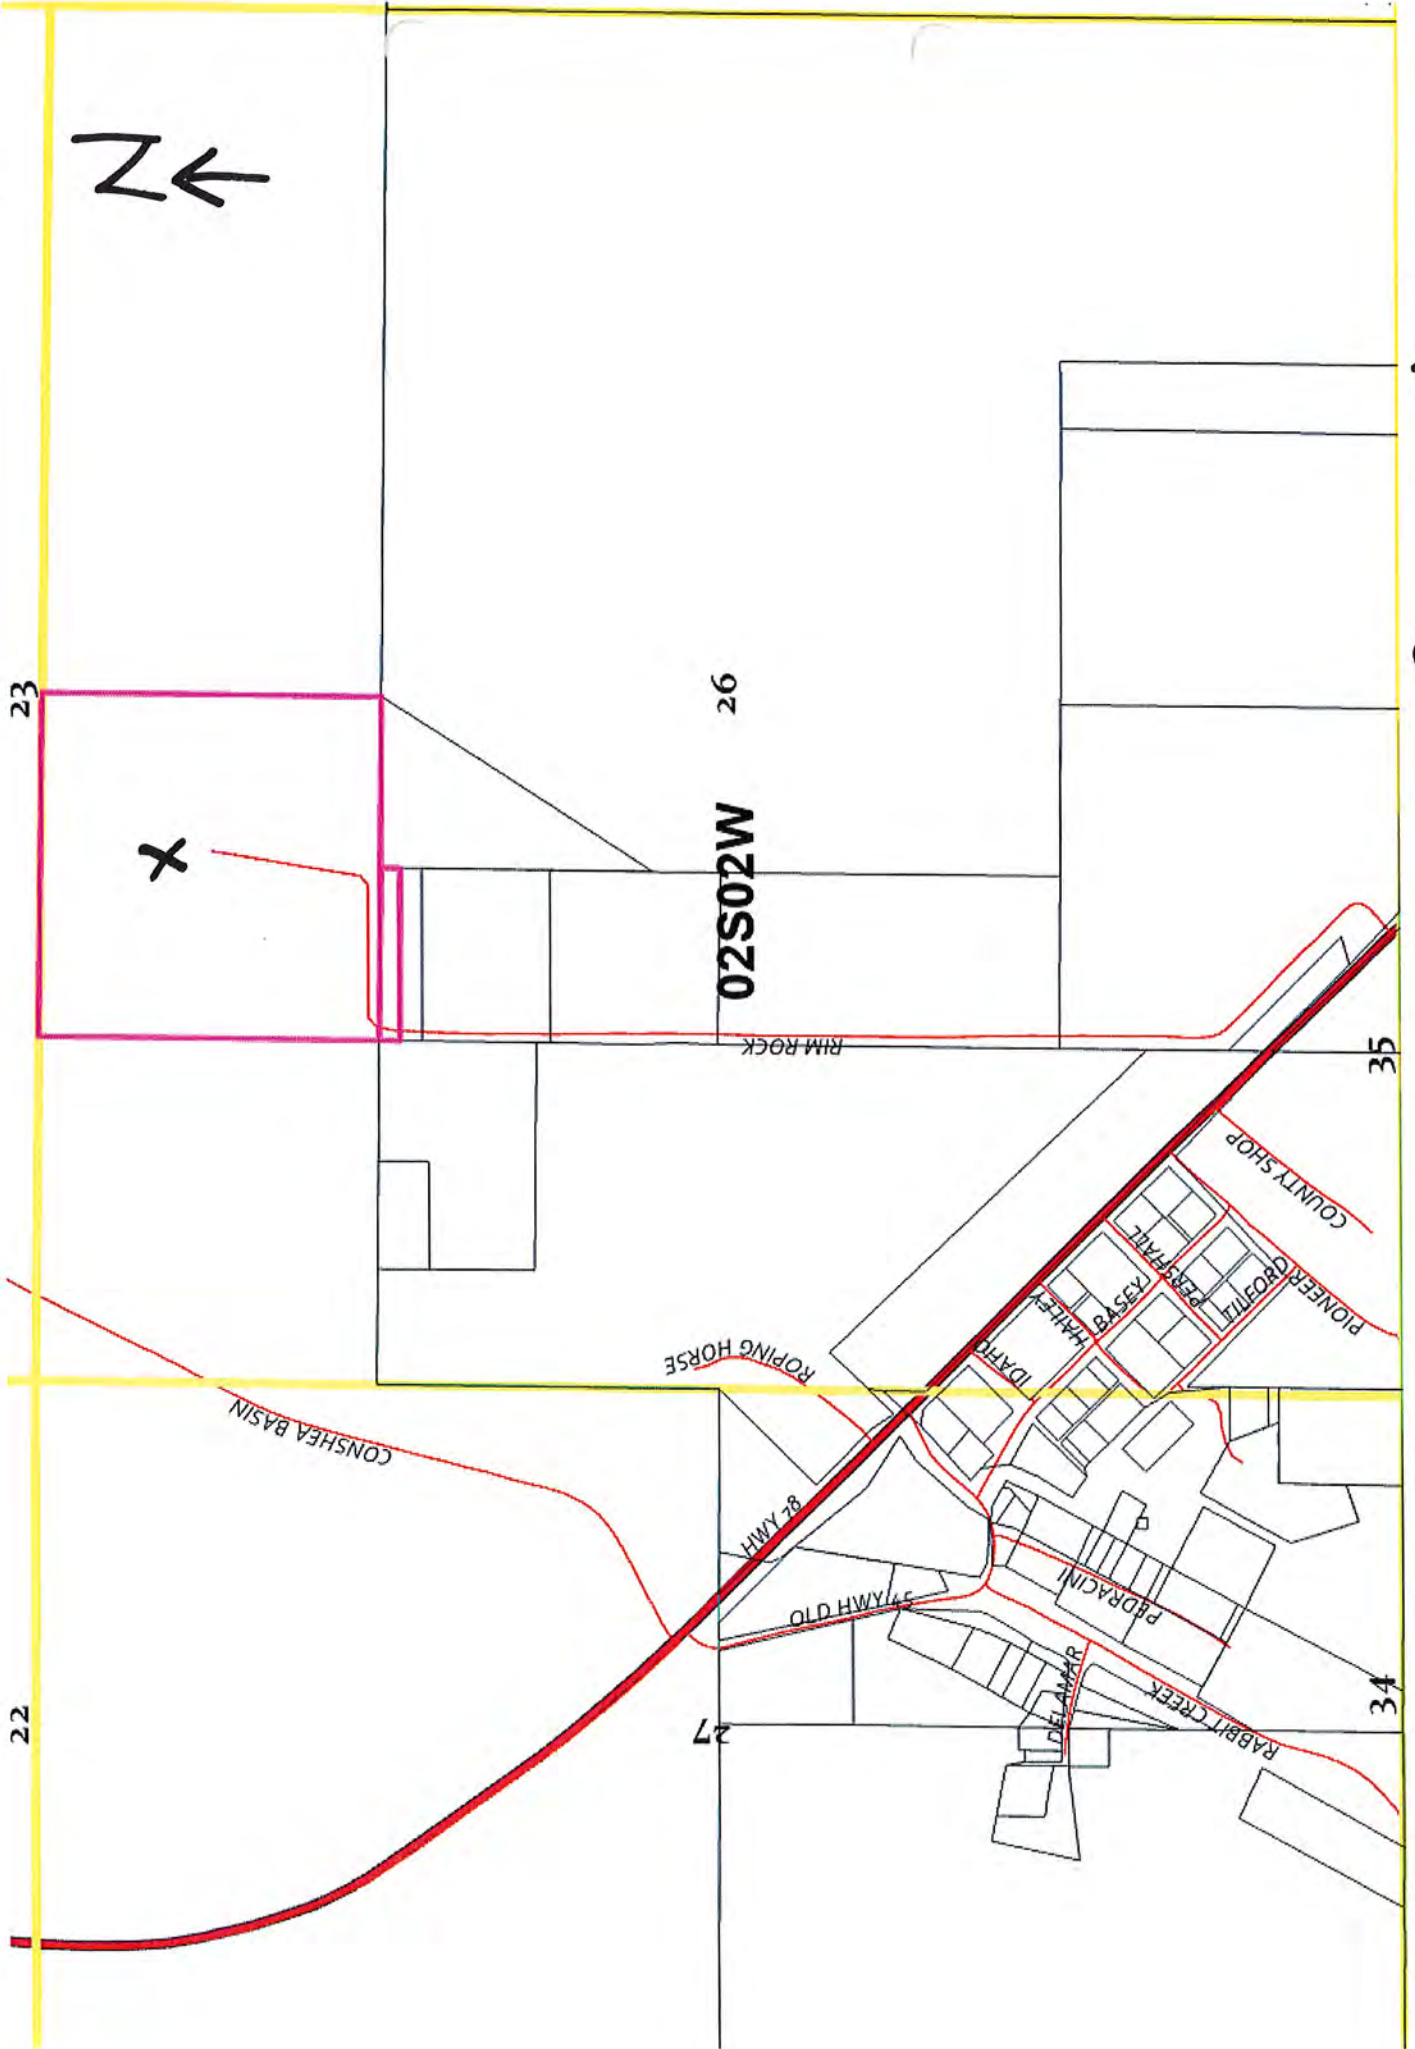 N
23
X
26
02S02W
RIM ROCK
35
COUNTY SHOP
PERSHALL
TILFORD
PIONEER
BASEY
HAILEY
IDAHO
ROPING HORSE
CONSHEA BASIN
HWY 78
OLD HWY 45
PEDRACINI
DELAMAR
RABBIT CREEK
22
27
34